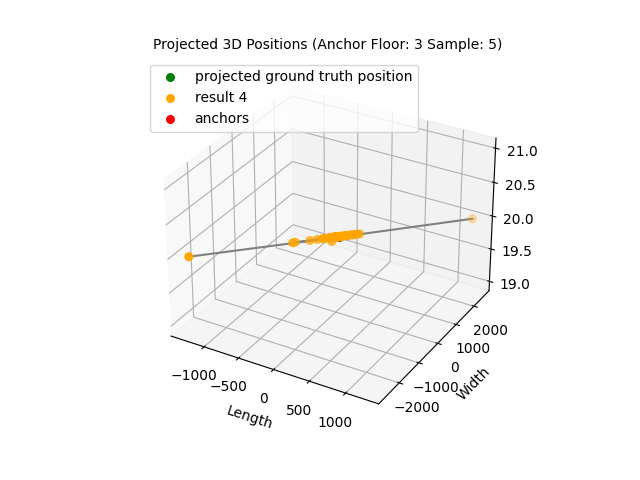 Projected 3D Positions (Anchor Floor: 3 Sample: 5)
projected ground truth position
result 4
anchors
21.0
20.5
20.0
19.5
19.0
2000
1000
0
−1000
−2000
Width
−1000
−500
0
500
1000
Length